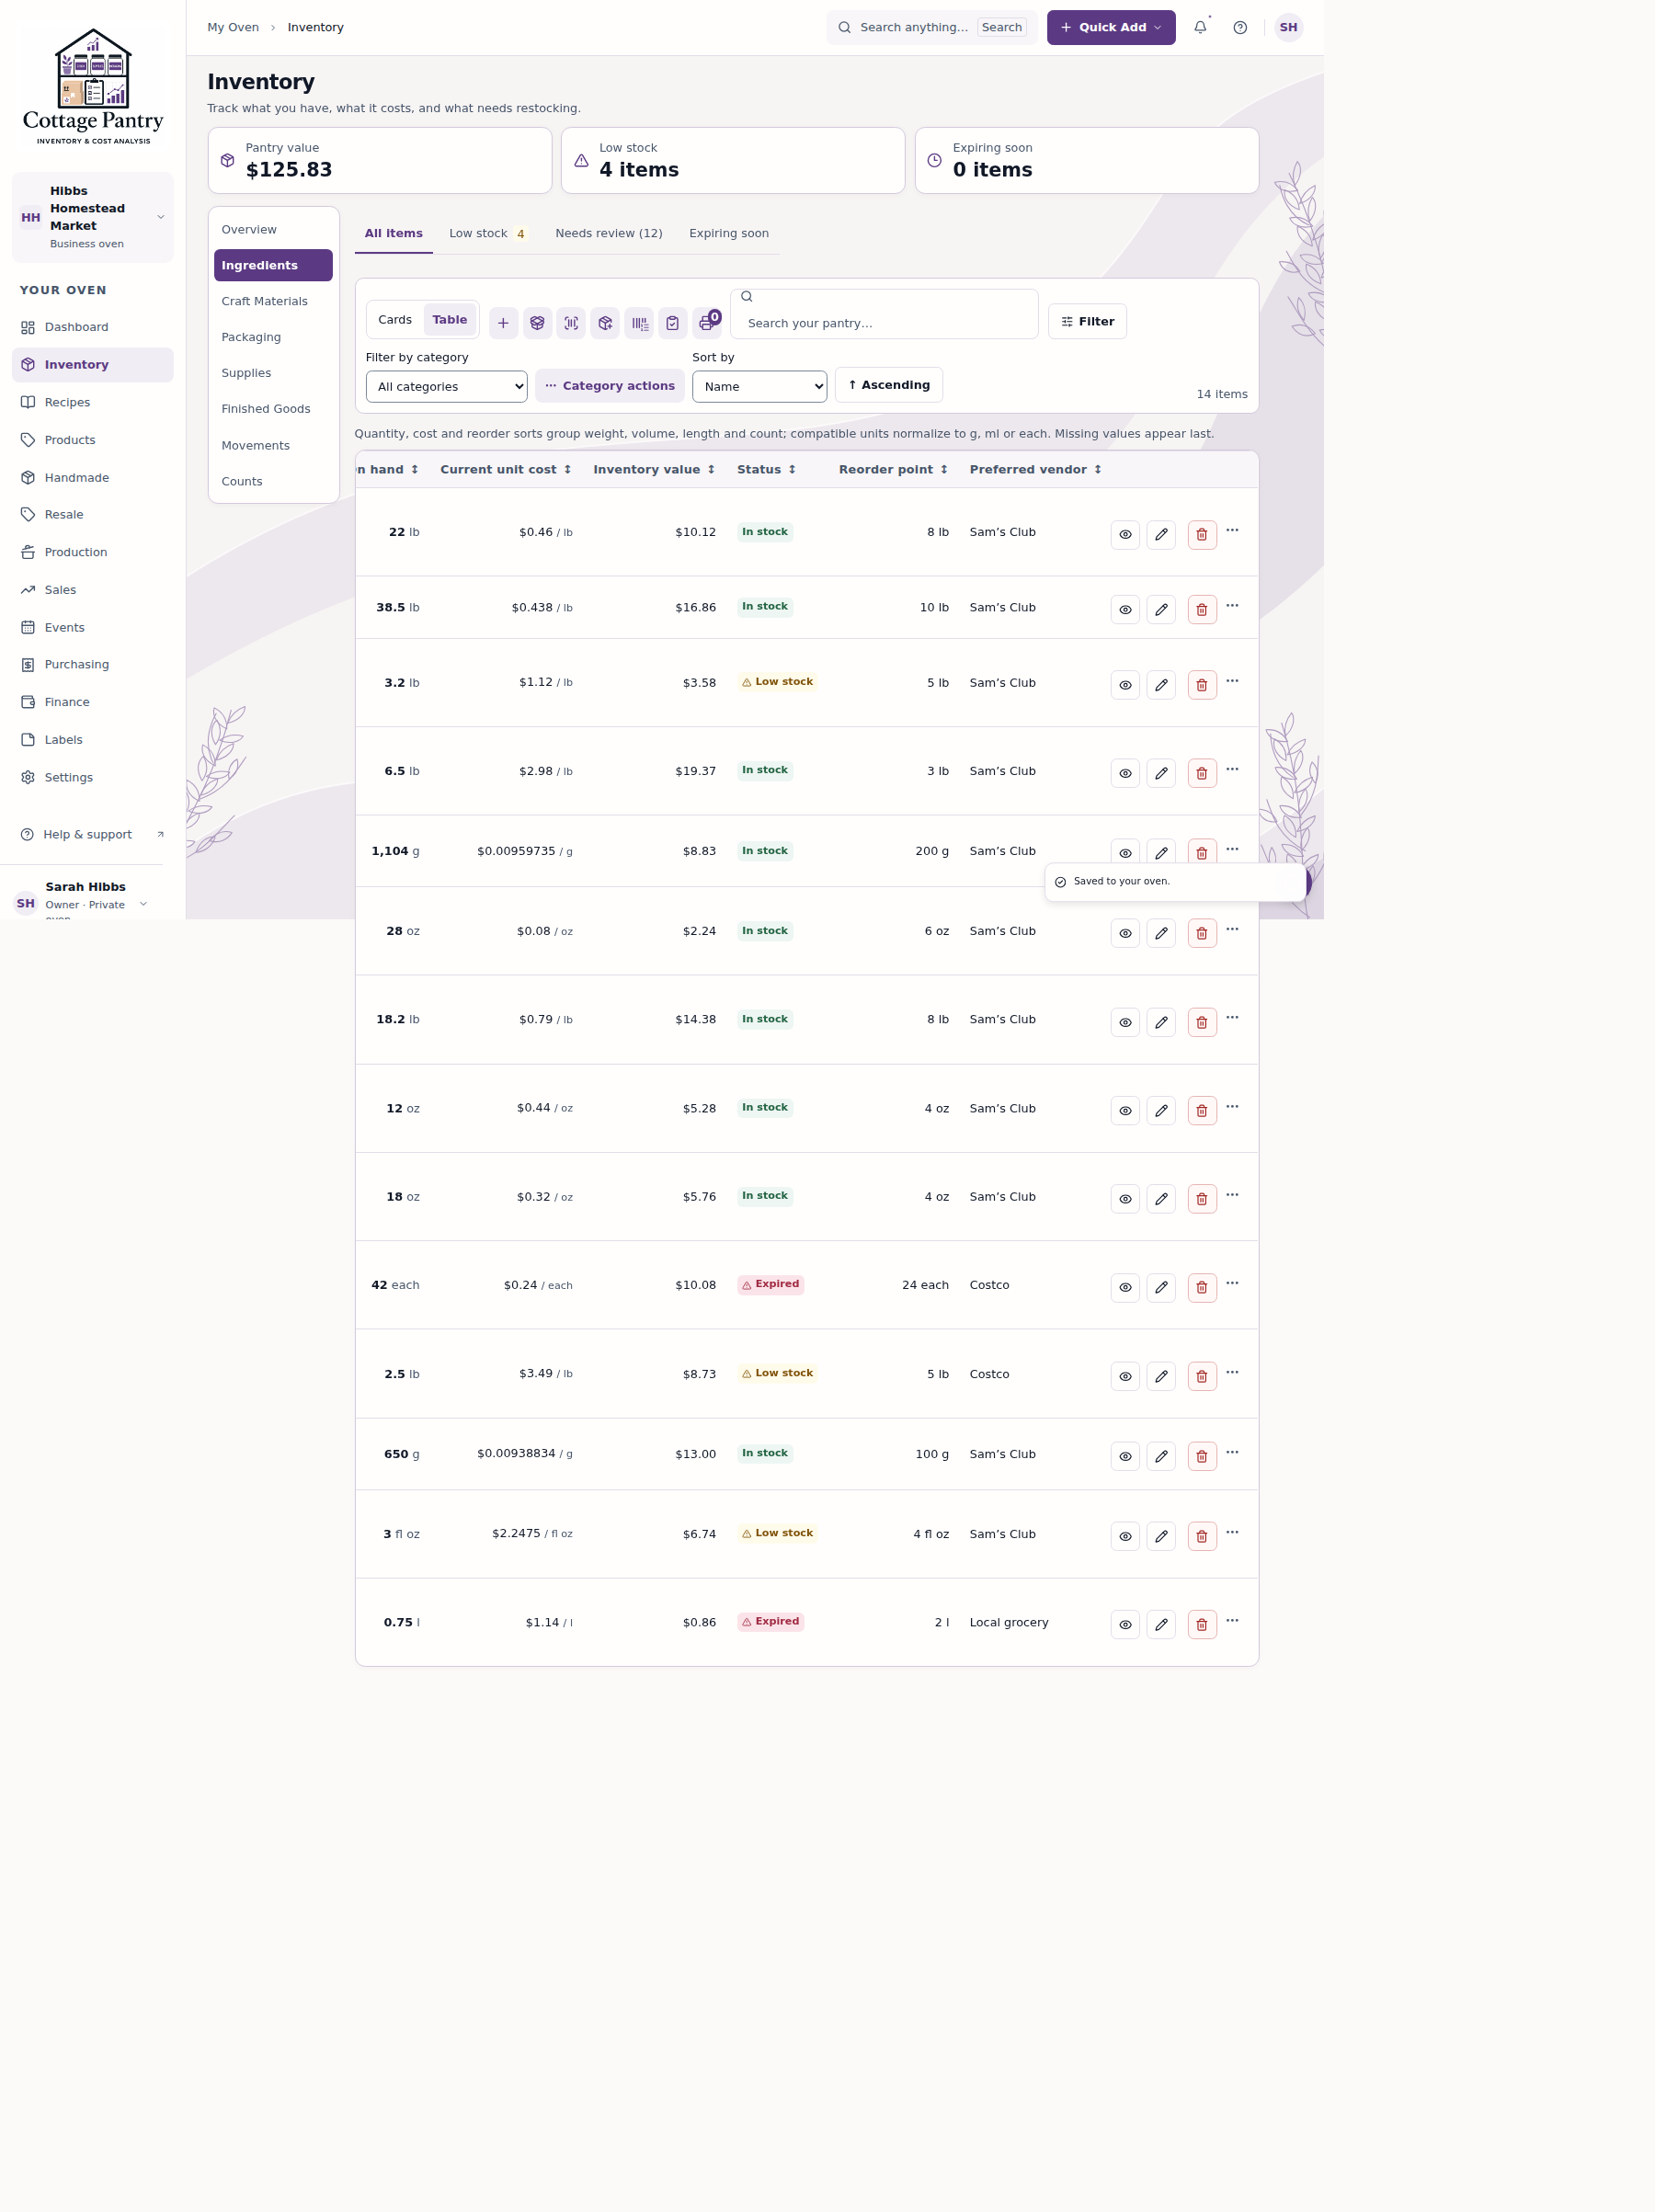 My Oven > Inventory
Search anything... Search
+ Quick Add
SH
Cottage Pantry
INVENTORY & COST ANALYSIS
HH
Hibbs
Homestead
Market
Business oven
YOUR OVEN
Dashboard
Inventory
Recipes
Products
Handmade
Resale
Production
Sales
Events
Purchasing
Finance
Labels
Settings
Help & support
SH
Sarah Hibbs
Owner · Private
Inventory
Track what you have, what it costs, and what needs restocking.
Pantry value
$125.83
Low stock
4 items
Expiring soon
0 items
Overview
Ingredients
Craft Materials
Packaging
Supplies
Finished Goods
Movements
Counts
All items Low stock 4 Needs review (12) Expiring soon
Cards Table 0 Search your pantry... Filter
Filter by category Sort by
All categories ··· Category actions Name ↑ Ascending 14 items
Quantity, cost and reorder sorts group weight, volume, length and count; compatible units normalize to g, ml or each. Missing values appear last.
n hand ↕ Current unit cost ↕ Inventory value ↕ Status ↕ Reorder point ↕ Preferred vendor ↕
22 lb $0.46 / lb $10.12 In stock 8 lb Sam's Club ···
38.5 lb $0.438 / lb $16.86 In stock 10 lb Sam's Club ···
3.2 lb $1.12 / lb $3.58 Low stock 5 lb Sam's Club ···
6.5 lb $2.98 / lb $19.37 In stock 3 lb Sam's Club ···
1,104 g $0.00959735 / g $8.83 In stock 200 g Sam's Club ···
Saved to your oven.
28 oz $0.08 / oz $2.24 In stock 6 oz Sam's Club ···
18.2 lb $0.79 / lb $14.38 In stock 8 lb Sam's Club ···
12 oz $0.44 / oz $5.28 In stock 4 oz Sam's Club ···
18 oz $0.32 / oz $5.76 In stock 4 oz Sam's Club ···
42 each $0.24 / each $10.08 Expired 24 each Costco ···
2.5 lb $3.49 / lb $8.73 Low stock 5 lb Costco ···
650 g $0.00938834 / g $13.00 In stock 100 g Sam's Club ···
3 fl oz $2.2475 / fl oz $6.74 Low stock 4 fl oz Sam's Club ···
0.75 l $1.14 / l $0.86 Expired 2 l Local grocery ···